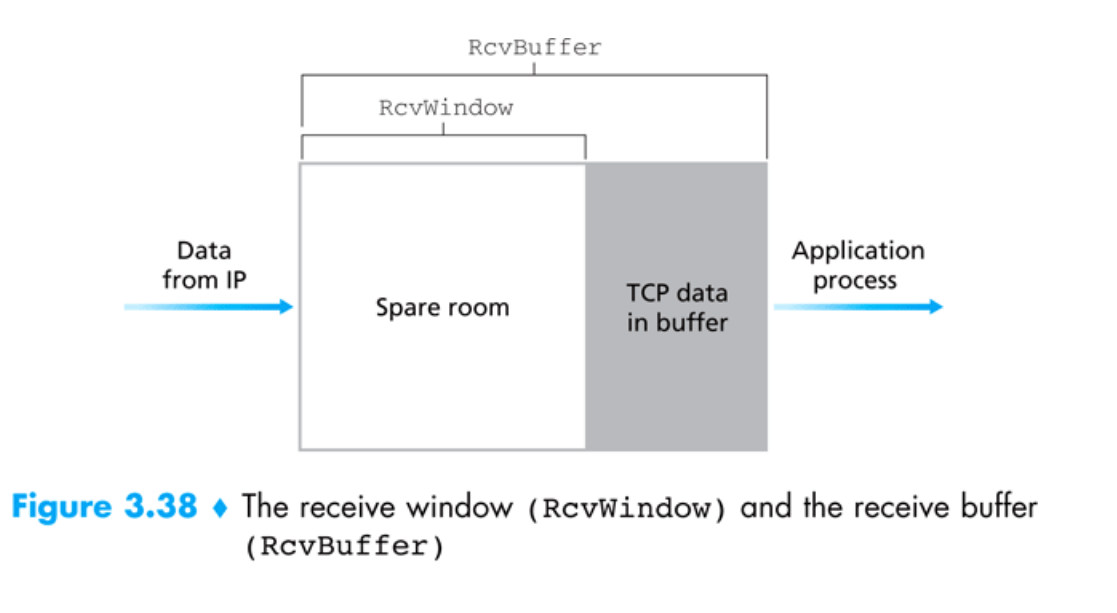 RcvBuffer
RcvWindow
Data
from IP
Spare room
TCP data
in buffer
Application
process
Figure 3.38 ♦ The receive window (RcvWindow) and the receive buffer
(RcvBuffer)